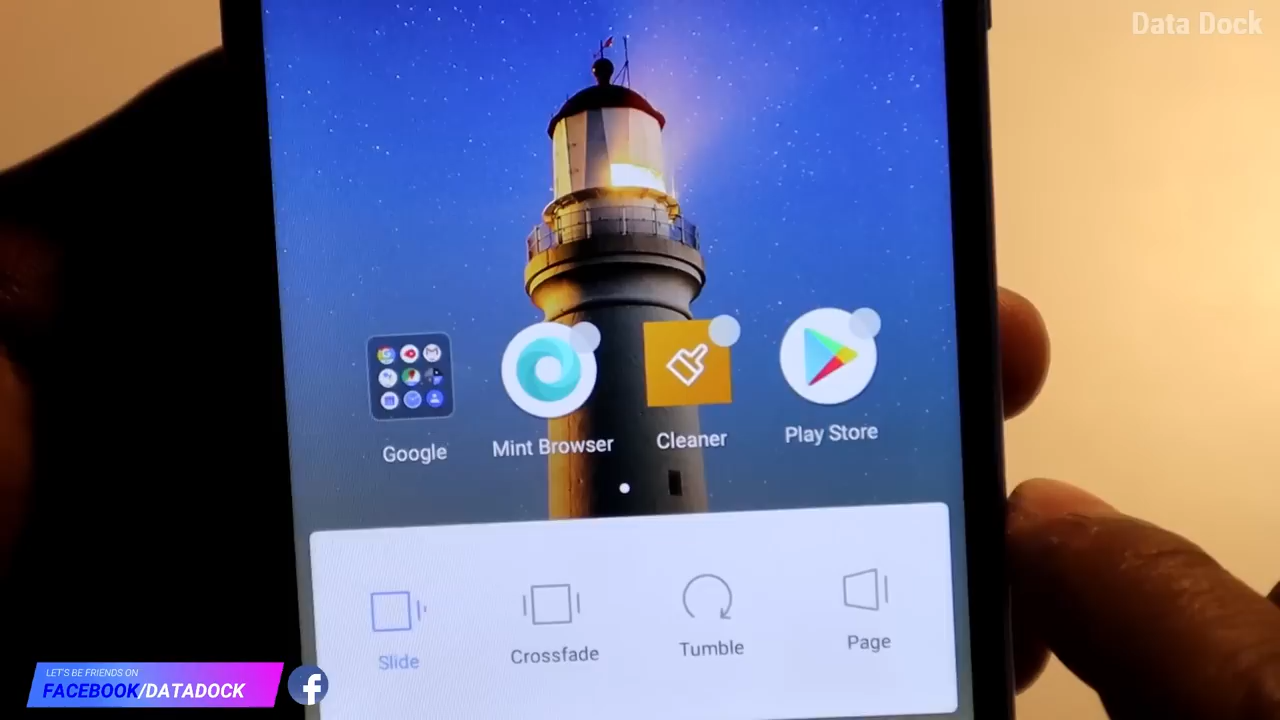 Data Dock
Google
Mint Browser
Cleaner
Play Store
Slide
Crossfade
Tumble
Page
LET'S BE FRIENDS ON
FACEBOOK/DATADOCK
f